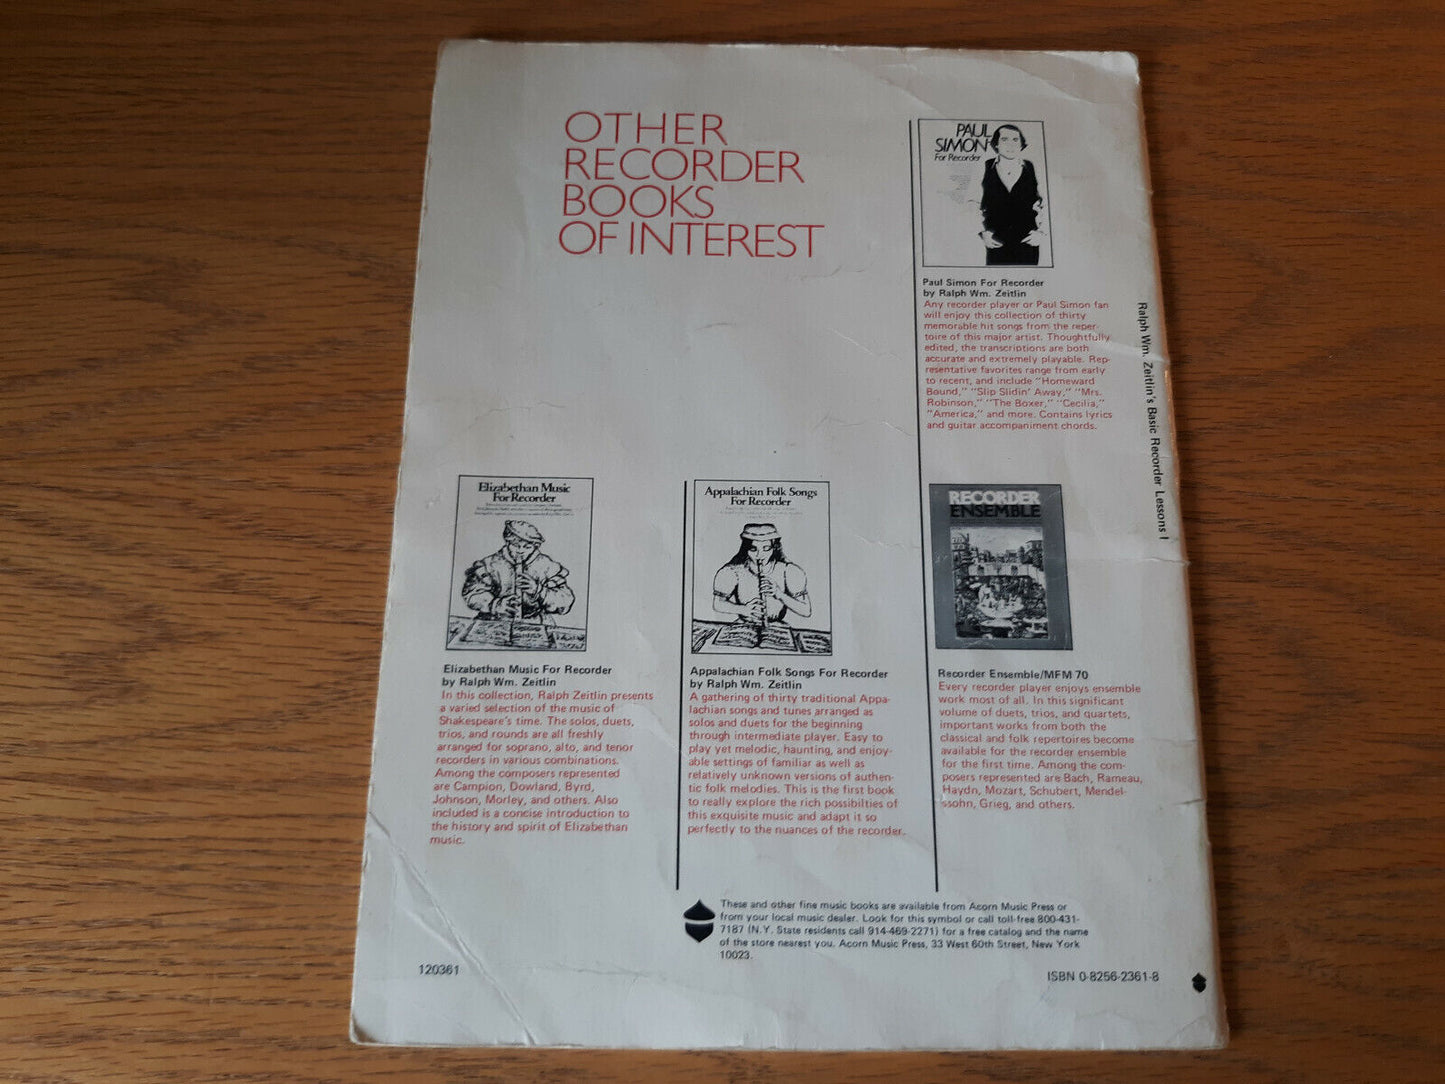 OTHER
RECORDER
BOOKS
OF INTEREST
PAUL
SIMON
For Recorder
Paul Simon For Recorder
by Ralph Wm. Zeitlin
Any recorder player or Paul Simon fan
will enjoy this collection of thirty
memorable hit songs from the reper-
toire of this major artist. Thoughtfully
edited, the transcriptions are both
accurate and extremely playable. Rep-
resentative favorites range from early
to recent, and include "Homeward
Bound," "Slip Slidin' Away," "Mrs.
Robinson," "The Boxer," "Cecilia,"
"America," and more. Contains lyrics
and guitar accompaniment chords.
Ralph Wm. Zeitlin's Basic Recorder Lessons I
Elizabethan Music
For Recorder
Elizabethan Music For Recorder
by Ralph Wm. Zeitlin
In this collection, Ralph Zeitlin presents
a varied selection of the music of
Shakespeare's time. The solos, duets,
trios, and rounds are all freshly
arranged for soprano, alto, and tenor
recorders in various combinations.
Among the composers represented
are Campion, Dowland, Byrd,
Johnson, Morley, and others. Also
included is a concise introduction to
the history and spirit of Elizabethan
music.
Appalachian Folk Songs
For Recorder
Appalachian Folk Songs For Recorder
by Ralph Wm. Zeitlin
A gathering of thirty traditional Appa-
lachian songs and tunes arranged as
solos and duets for the beginning
through intermediate player. Easy to
play yet melodic, haunting, and enjoy-
able settings of familiar as well as
relatively unknown versions of authen-
tic folk melodies. This is the first book
to really explore the rich possibilties of
this exquisite music and adapt it so
perfectly to the nuances of the recorder.
RECORDER
ENSEMBLE
Recorder Ensemble/MFM 70
Every recorder player enjoys ensemble
work most of all. In this significant
volume of duets, trios, and quartets,
important works from both the
classical and folk repertoires become
available for the recorder ensemble
for the first time. Among the com-
posers represented are Bach, Rameau,
Haydn, Mozart, Schubert, Mendel-
ssohn, Grieg, and others.
These and other fine music books are available from Acorn Music Press or
from your local music dealer. Look for this symbol or call toll-free 800-431-
7187 (N.Y. State residents call 914-469-2271) for a free catalog and the name
of the store nearest you. Acorn Music Press, 33 West 60th Street, New York
10023.
120361
ISBN 0-8256-2361-8